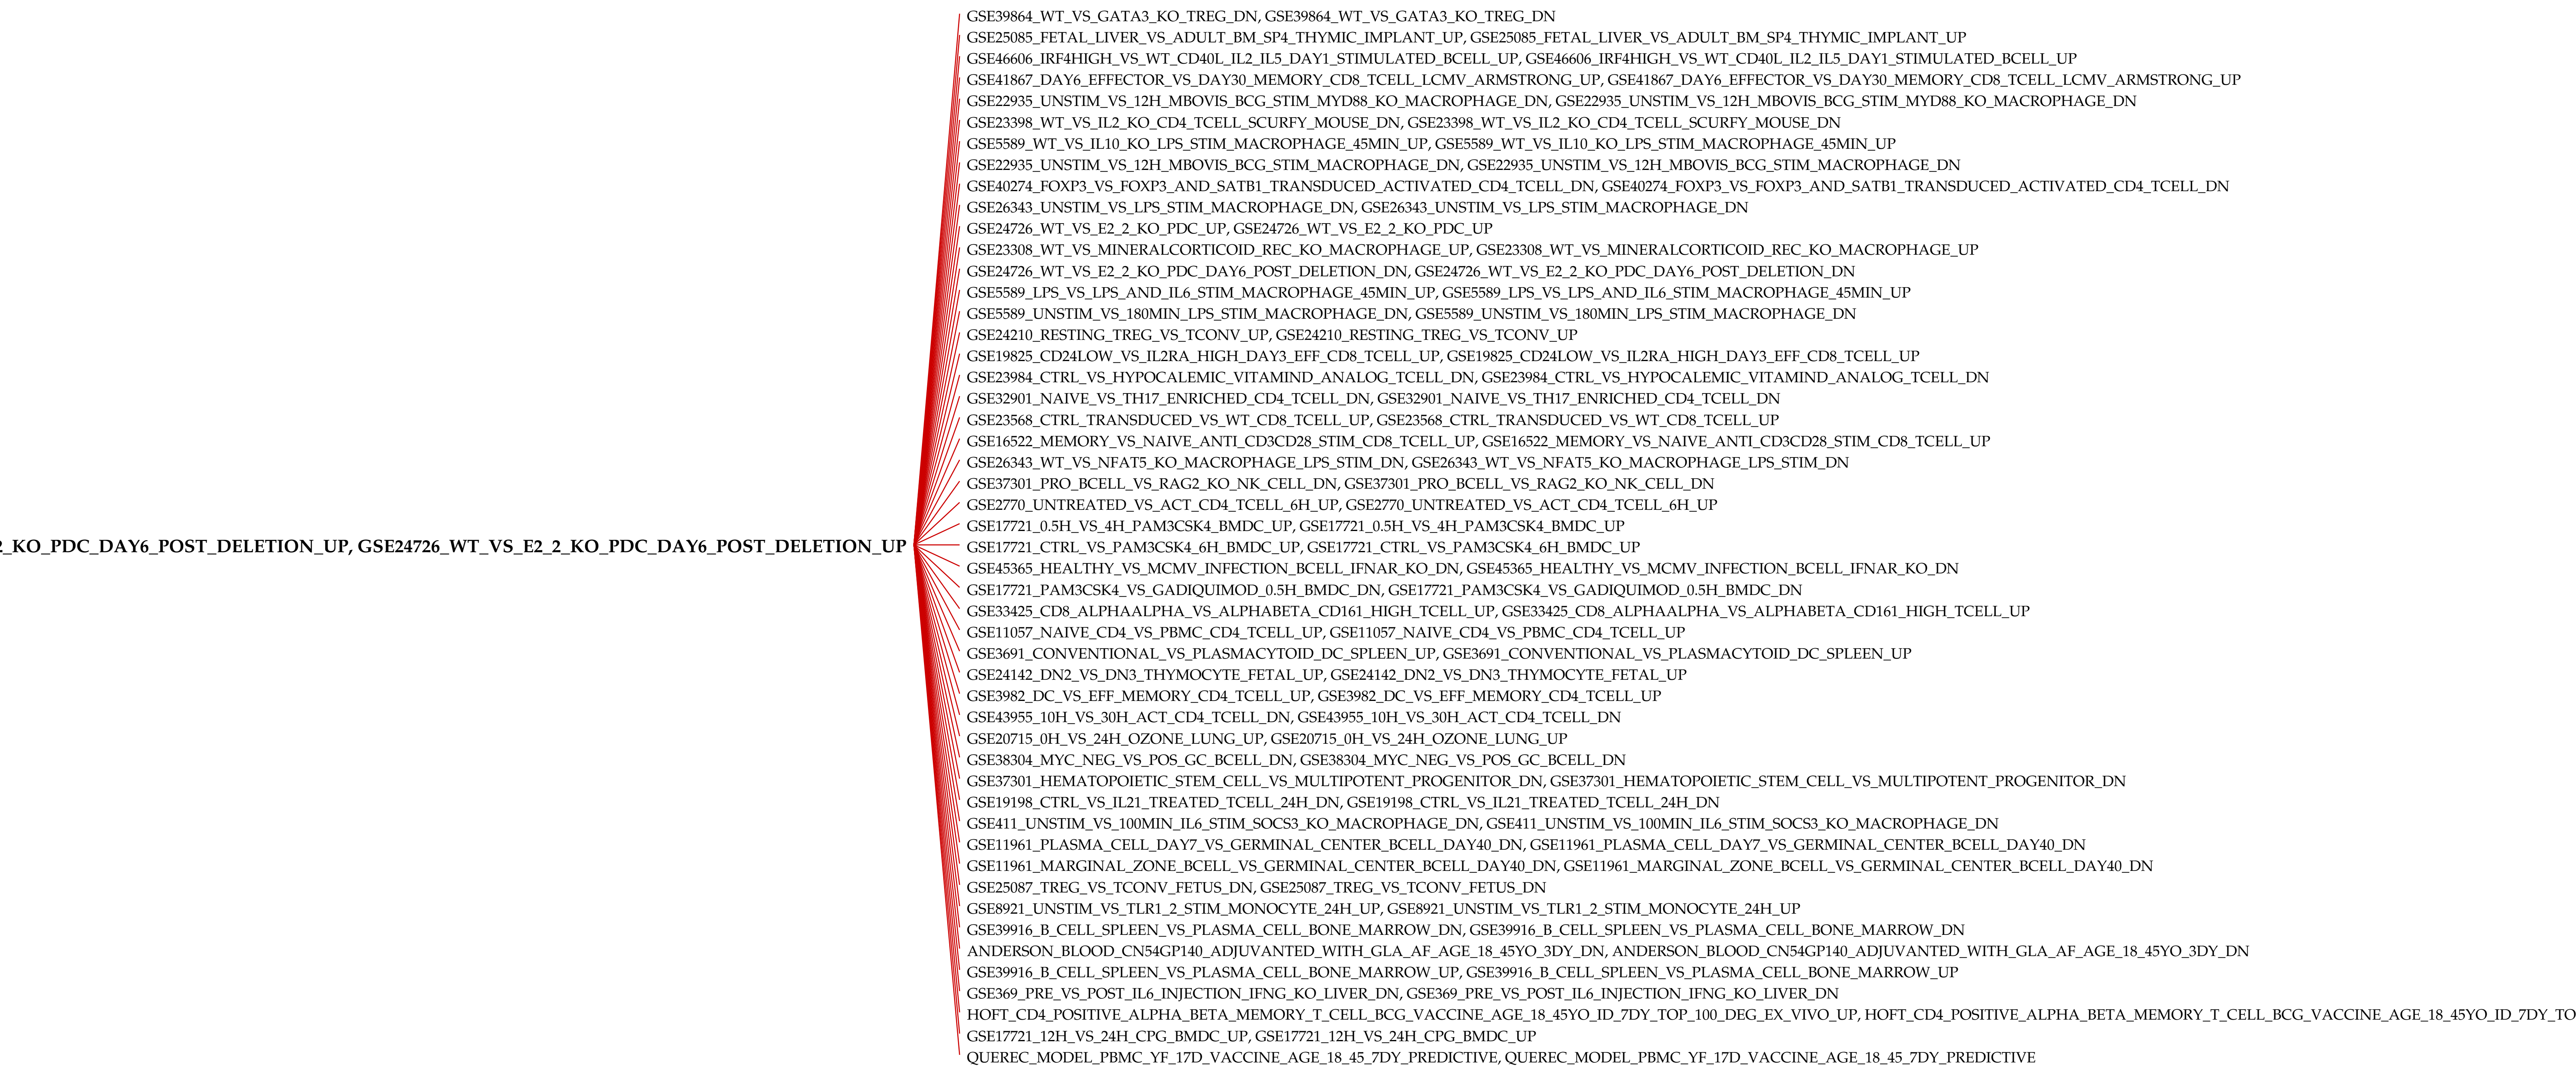 GSE39864_WT_VS_GATA3_KO_TREG_DN, GSE39864_WT_VS_GATA3_KO_TREG_DN
GSE25085_FETAL_LIVER_VS_ADULT_BM_SP4_THYMIC_IMPLANT_UP, GSE25085_FETAL_LIVER_VS_ADULT_BM_SP4_THYMIC_IMPLANT_UP
GSE46606_IRF4HIGH_VS_WT_CD40L_IL2_IL5_DAY1_STIMULATED_BCELL_UP, GSE46606_IRF4HIGH_VS_WT_CD40L_IL2_IL5_DAY1_STIMULATED_BCELL_UP
GSE41867_DAY6_EFFECTOR_VS_DAY30_MEMORY_CD8_TCELL_LCMV_ARMSTRONG_UP, GSE41867_DAY6_EFFECTOR_VS_DAY30_MEMORY_CD8_TCELL_LCMV_ARMSTRONG_UP
GSE22935_UNSTIM_VS_12H_MBOVIS_BCG_STIM_MYD88_KO_MACROPHAGE_DN, GSE22935_UNSTIM_VS_12H_MBOVIS_BCG_STIM_MYD88_KO_MACROPHAGE_DN
GSE23398_WT_VS_IL2_KO_CD4_TCELL_SCURFY_MOUSE_DN, GSE23398_WT_VS_IL2_KO_CD4_TCELL_SCURFY_MOUSE_DN
GSE5589_WT_VS_IL10_KO_LPS_STIM_MACROPHAGE_45MIN_UP, GSE5589_WT_VS_IL10_KO_LPS_STIM_MACROPHAGE_45MIN_UP
GSE22935_UNSTIM_VS_12H_MBOVIS_BCG_STIM_MACROPHAGE_DN, GSE22935_UNSTIM_VS_12H_MBOVIS_BCG_STIM_MACROPHAGE_DN
GSE40274_FOXP3_VS_FOXP3_AND_SATB1_TRANSDUCED_ACTIVATED_CD4_TCELL_DN, GSE40274_FOXP3_VS_FOXP3_AND_SATB1_TRANSDUCED_ACTIVATED_CD4_TCELL_DN
GSE26343_UNSTIM_VS_LPS_STIM_MACROPHAGE_DN, GSE26343_UNSTIM_VS_LPS_STIM_MACROPHAGE_DN
GSE24726_WT_VS_E2_2_KO_PDC_UP, GSE24726_WT_VS_E2_2_KO_PDC_UP
GSE23308_WT_VS_MINERALCORTICOID_REC_KO_MACROPHAGE_UP, GSE23308_WT_VS_MINERALCORTICOID_REC_KO_MACROPHAGE_UP
GSE24726_WT_VS_E2_2_KO_PDC_DAY6_POST_DELETION_DN, GSE24726_WT_VS_E2_2_KO_PDC_DAY6_POST_DELETION_DN
GSE5589_LPS_VS_LPS_AND_IL6_STIM_MACROPHAGE_45MIN_UP, GSE5589_LPS_VS_LPS_AND_IL6_STIM_MACROPHAGE_45MIN_UP
GSE5589_UNSTIM_VS_180MIN_LPS_STIM_MACROPHAGE_DN, GSE5589_UNSTIM_VS_180MIN_LPS_STIM_MACROPHAGE_DN
GSE24210_RESTING_TREG_VS_TCONV_UP, GSE24210_RESTING_TREG_VS_TCONV_UP
GSE19825_CD24LOW_VS_IL2RA_HIGH_DAY3_EFF_CD8_TCELL_UP, GSE19825_CD24LOW_VS_IL2RA_HIGH_DAY3_EFF_CD8_TCELL_UP
GSE23984_CTRL_VS_HYPOCALEMIC_VITAMIND_ANALOG_TCELL_DN, GSE23984_CTRL_VS_HYPOCALEMIC_VITAMIND_ANALOG_TCELL_DN
GSE32901_NAIVE_VS_TH17_ENRICHED_CD4_TCELL_DN, GSE32901_NAIVE_VS_TH17_ENRICHED_CD4_TCELL_DN
GSE23568_CTRL_TRANSDUCED_VS_WT_CD8_TCELL_UP, GSE23568_CTRL_TRANSDUCED_VS_WT_CD8_TCELL_UP
GSE16522_MEMORY_VS_NAIVE_ANTI_CD3CD28_STIM_CD8_TCELL_UP, GSE16522_MEMORY_VS_NAIVE_ANTI_CD3CD28_STIM_CD8_TCELL_UP
GSE26343_WT_VS_NFAT5_KO_MACROPHAGE_LPS_STIM_DN, GSE26343_WT_VS_NFAT5_KO_MACROPHAGE_LPS_STIM_DN
GSE37301_PRO_BCELL_VS_RAG2_KO_NK_CELL_DN, GSE37301_PRO_BCELL_VS_RAG2_KO_NK_CELL_DN
GSE2770_UNTREATED_VS_ACT_CD4_TCELL_6H_UP, GSE2770_UNTREATED_VS_ACT_CD4_TCELL_6H_UP
GSE17721_0.5H_VS_4H_PAM3CSK4_BMDC_UP, GSE17721_0.5H_VS_4H_PAM3CSK4_BMDC_UP
2_KO_PDC_DAY6_POST_DELETION_UP, GSE24726_WT_VS_E2_2_KO_PDC_DAY6_POST_DELETION_UP
GSE17721_CTRL_VS_PAM3CSK4_6H_BMDC_UP, GSE17721_CTRL_VS_PAM3CSK4_6H_BMDC_UP
GSE45365_HEALTHY_VS_MCMV_INFECTION_BCELL_IFNAR_KO_DN, GSE45365_HEALTHY_VS_MCMV_INFECTION_BCELL_IFNAR_KO_DN
GSE17721_PAM3CSK4_VS_GADIQUIMOD_0.5H_BMDC_DN, GSE17721_PAM3CSK4_VS_GADIQUIMOD_0.5H_BMDC_DN
GSE33425_CD8_ALPHAALPHA_VS_ALPHABETA_CD161_HIGH_TCELL_UP, GSE33425_CD8_ALPHAALPHA_VS_ALPHABETA_CD161_HIGH_TCELL_UP
GSE11057_NAIVE_CD4_VS_PBMC_CD4_TCELL_UP, GSE11057_NAIVE_CD4_VS_PBMC_CD4_TCELL_UP
GSE3691_CONVENTIONAL_VS_PLASMACYTOID_DC_SPLEEN_UP, GSE3691_CONVENTIONAL_VS_PLASMACYTOID_DC_SPLEEN_UP
GSE24142_DN2_VS_DN3_THYMOCYTE_FETAL_UP, GSE24142_DN2_VS_DN3_THYMOCYTE_FETAL_UP
GSE3982_DC_VS_EFF_MEMORY_CD4_TCELL_UP, GSE3982_DC_VS_EFF_MEMORY_CD4_TCELL_UP
GSE43955_10H_VS_30H_ACT_CD4_TCELL_DN, GSE43955_10H_VS_30H_ACT_CD4_TCELL_DN
GSE20715_0H_VS_24H_OZONE_LUNG_UP, GSE20715_0H_VS_24H_OZONE_LUNG_UP
GSE38304_MYC_NEG_VS_POS_GC_BCELL_DN, GSE38304_MYC_NEG_VS_POS_GC_BCELL_DN
GSE37301_HEMATOPOIETIC_STEM_CELL_VS_MULTIPOTENT_PROGENITOR_DN, GSE37301_HEMATOPOIETIC_STEM_CELL_VS_MULTIPOTENT_PROGENITOR_DN
GSE19198_CTRL_VS_IL21_TREATED_TCELL_24H_DN, GSE19198_CTRL_VS_IL21_TREATED_TCELL_24H_DN
GSE411_UNSTIM_VS_100MIN_IL6_STIM_SOCS3_KO_MACROPHAGE_DN, GSE411_UNSTIM_VS_100MIN_IL6_STIM_SOCS3_KO_MACROPHAGE_DN
GSE11961_PLASMA_CELL_DAY7_VS_GERMINAL_CENTER_BCELL_DAY40_DN, GSE11961_PLASMA_CELL_DAY7_VS_GERMINAL_CENTER_BCELL_DAY40_DN
GSE11961_MARGINAL_ZONE_BCELL_VS_GERMINAL_CENTER_BCELL_DAY40_DN, GSE11961_MARGINAL_ZONE_BCELL_VS_GERMINAL_CENTER_BCELL_DAY40_DN
GSE25087_TREG_VS_TCONV_FETUS_DN, GSE25087_TREG_VS_TCONV_FETUS_DN
GSE8921_UNSTIM_VS_TLR1_2_STIM_MONOCYTE_24H_UP, GSE8921_UNSTIM_VS_TLR1_2_STIM_MONOCYTE_24H_UP
GSE39916_B_CELL_SPLEEN_VS_PLASMA_CELL_BONE_MARROW_DN, GSE39916_B_CELL_SPLEEN_VS_PLASMA_CELL_BONE_MARROW_DN
ANDERSON_BLOOD_CN54GP140_ADJUVANTED_WITH_GLA_AF_AGE_18_45YO_3DY_DN, ANDERSON_BLOOD_CN54GP140_ADJUVANTED_WITH_GLA_AF_AGE_18_45YO_3DY_DN
GSE39916_B_CELL_SPLEEN_VS_PLASMA_CELL_BONE_MARROW_UP, GSE39916_B_CELL_SPLEEN_VS_PLASMA_CELL_BONE_MARROW_UP
GSE369_PRE_VS_POST_IL6_INJECTION_IFNG_KO_LIVER_DN, GSE369_PRE_VS_POST_IL6_INJECTION_IFNG_KO_LIVER_DN
HOFT_CD4_POSITIVE_ALPHA_BETA_MEMORY_T_CELL_BCG_VACCINE_AGE_18_45YO_ID_7DY_TOP_100_DEG_EX_VIVO_UP, HOFT_CD4_POSITIVE_ALPHA_BETA_MEMORY_T_CELL_BCG_VACCINE_AGE_18_45YO_ID_7DY_TO
GSE17721_12H_VS_24H_CPG_BMDC_UP, GSE17721_12H_VS_24H_CPG_BMDC_UP
QUEREC_MODEL_PBMC_YF_17D_VACCINE_AGE_18_45_7DY_PREDICTIVE, QUEREC_MODEL_PBMC_YF_17D_VACCINE_AGE_18_45_7DY_PREDICTIVE